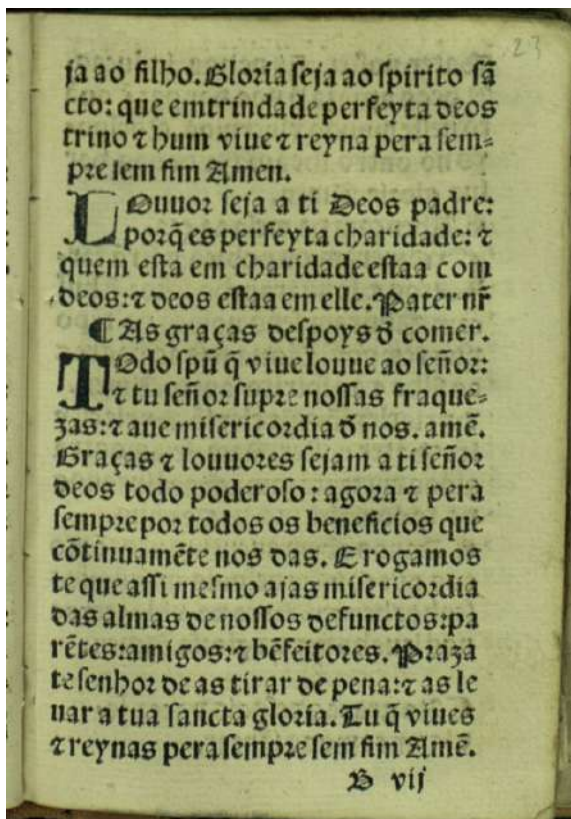 23
ja ao filho. Gloria seja ao spirito sã
cto: que em trindade perfeyta deos
trino ⁊ hum viue ⁊ reyna pera sem⸗
pre sem fim Amen.
LOuuor seja a ti Deos padre:
porq̃ es perfeyta charidade: ⁊
quem esta em charidade estaa com
deos: ⁊ deos estaa em elle. Pater nr̃
¶ As graças despoys d̃ comer.
TOdo spũ q̃ viue louue ao señor:
⁊ tu señor supre nossas fraque⸗
zas: ⁊ aue misericordia d̃ nos. amẽ.
Graças ⁊ louuores sejam a ti señor
deos todo poderoso: agora ⁊ pera
sempre por todos os beneficios que
cõtinuamẽte nos das. E rogamos
te que assi mesmo ajas misericordia
das almas de nossos defunctos: pa
rẽtes: amigos: ⁊ bẽfeitores. Praza
te senhor de as tirar de pena: ⁊ as le
uar a tua sancta gloria. Tu q̃ viues
⁊ reynas pera sempre sem fim Amẽ.
B vij